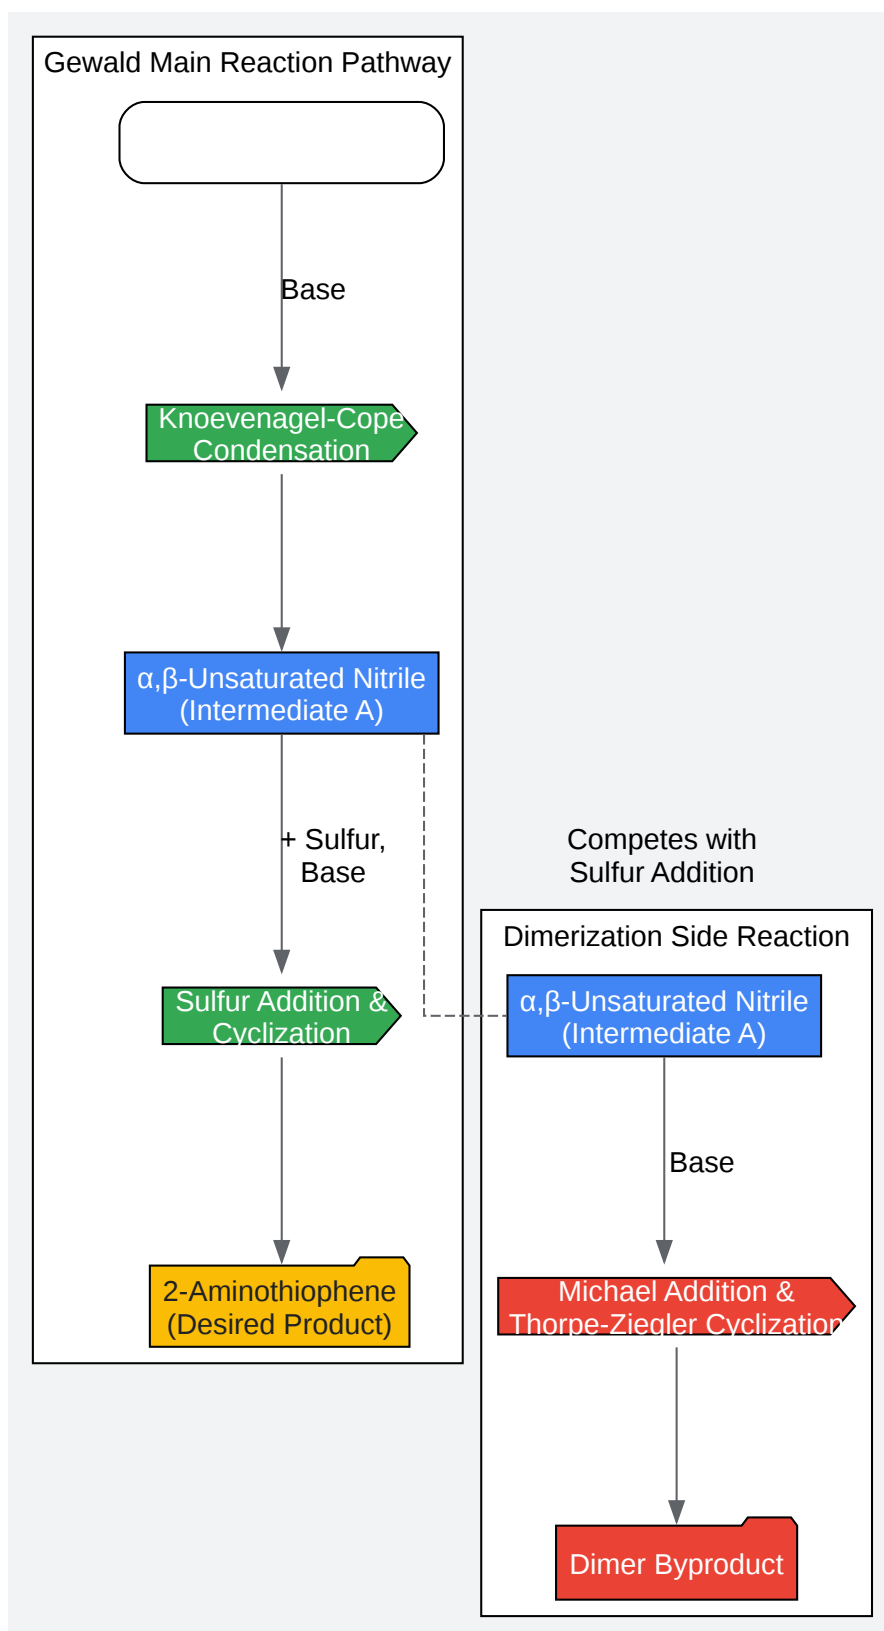 Gewald Main Reaction Pathway
Base
Knoevenagel-Cope
Condensation
α,β-Unsaturated Nitrile
(Intermediate A)
+ Sulfur,
Base
Sulfur Addition &
Cyclization
2-Aminothiophene
(Desired Product)
Competes with
Sulfur Addition
Dimerization Side Reaction
α,β-Unsaturated Nitrile
(Intermediate A)
Base
Michael Addition &
Thorpe-Ziegler Cyclization
Dimer Byproduct